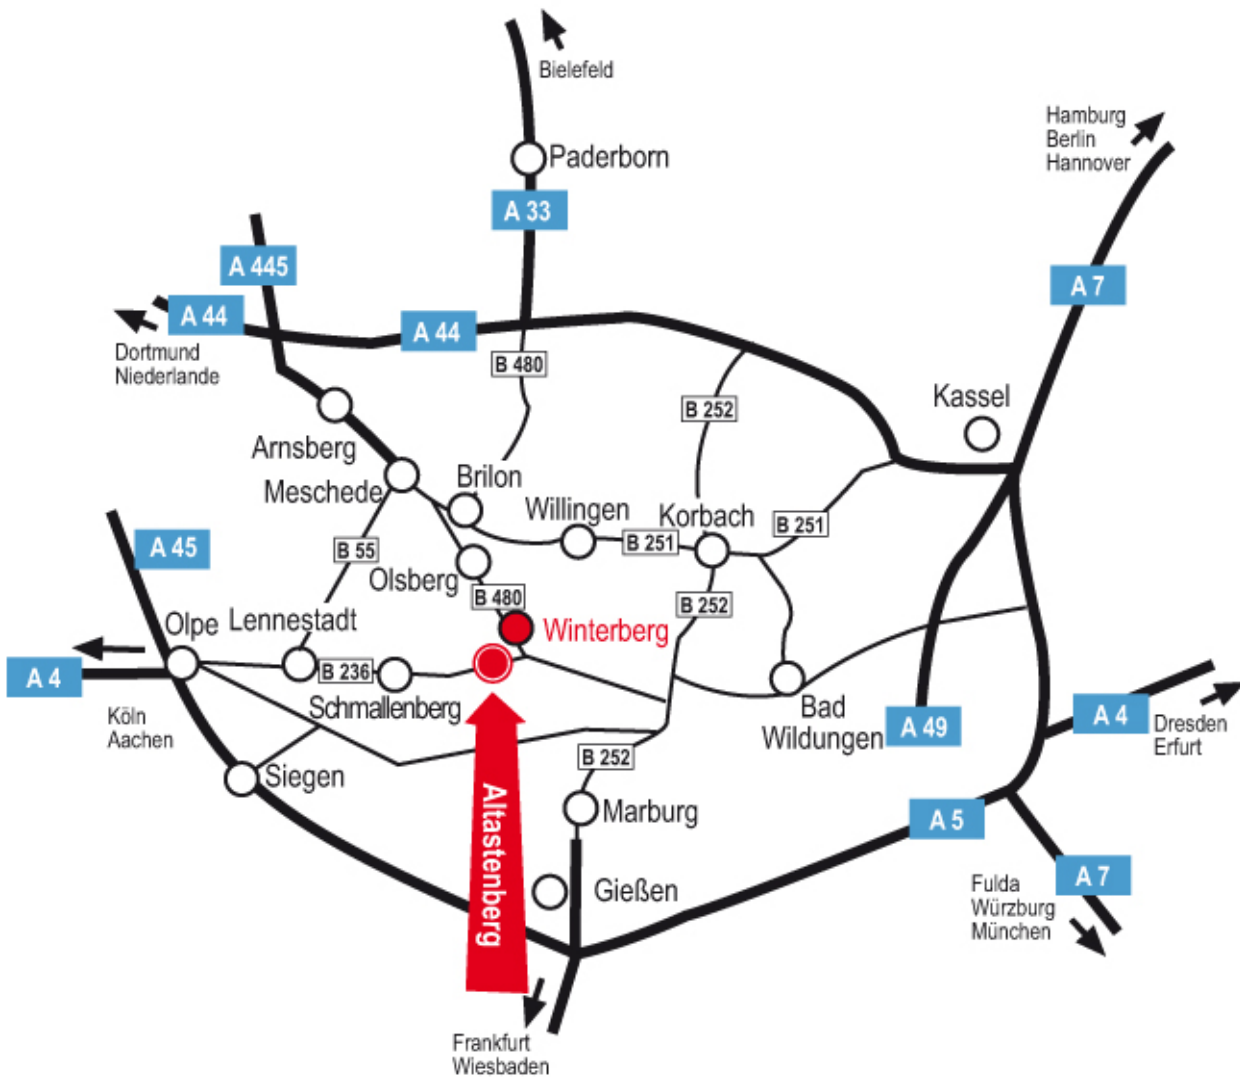 Bielefeld
Hamburg
Berlin
Hannover
Paderborn
A 33
A 445
A 7
A 44
A 44
Dortmund
Niederlande
B 480
Kassel
B 252
Arnsberg
Meschede
Brilon
Willingen
Korbach
B 251
B 251
A 45
B 55
Olsberg
B 480
B 252
Olpe
Lennestadt
Winterberg
A 4
B 236
Schmallenberg
Bad
Wildungen
A 49
A 4
Köln
Aachen
Dresden
Erfurt
Siegen
B 252
Altastenberg
Marburg
A 5
Gießen
A 7
Fulda
Würzburg
München
Frankfurt
Wiesbaden